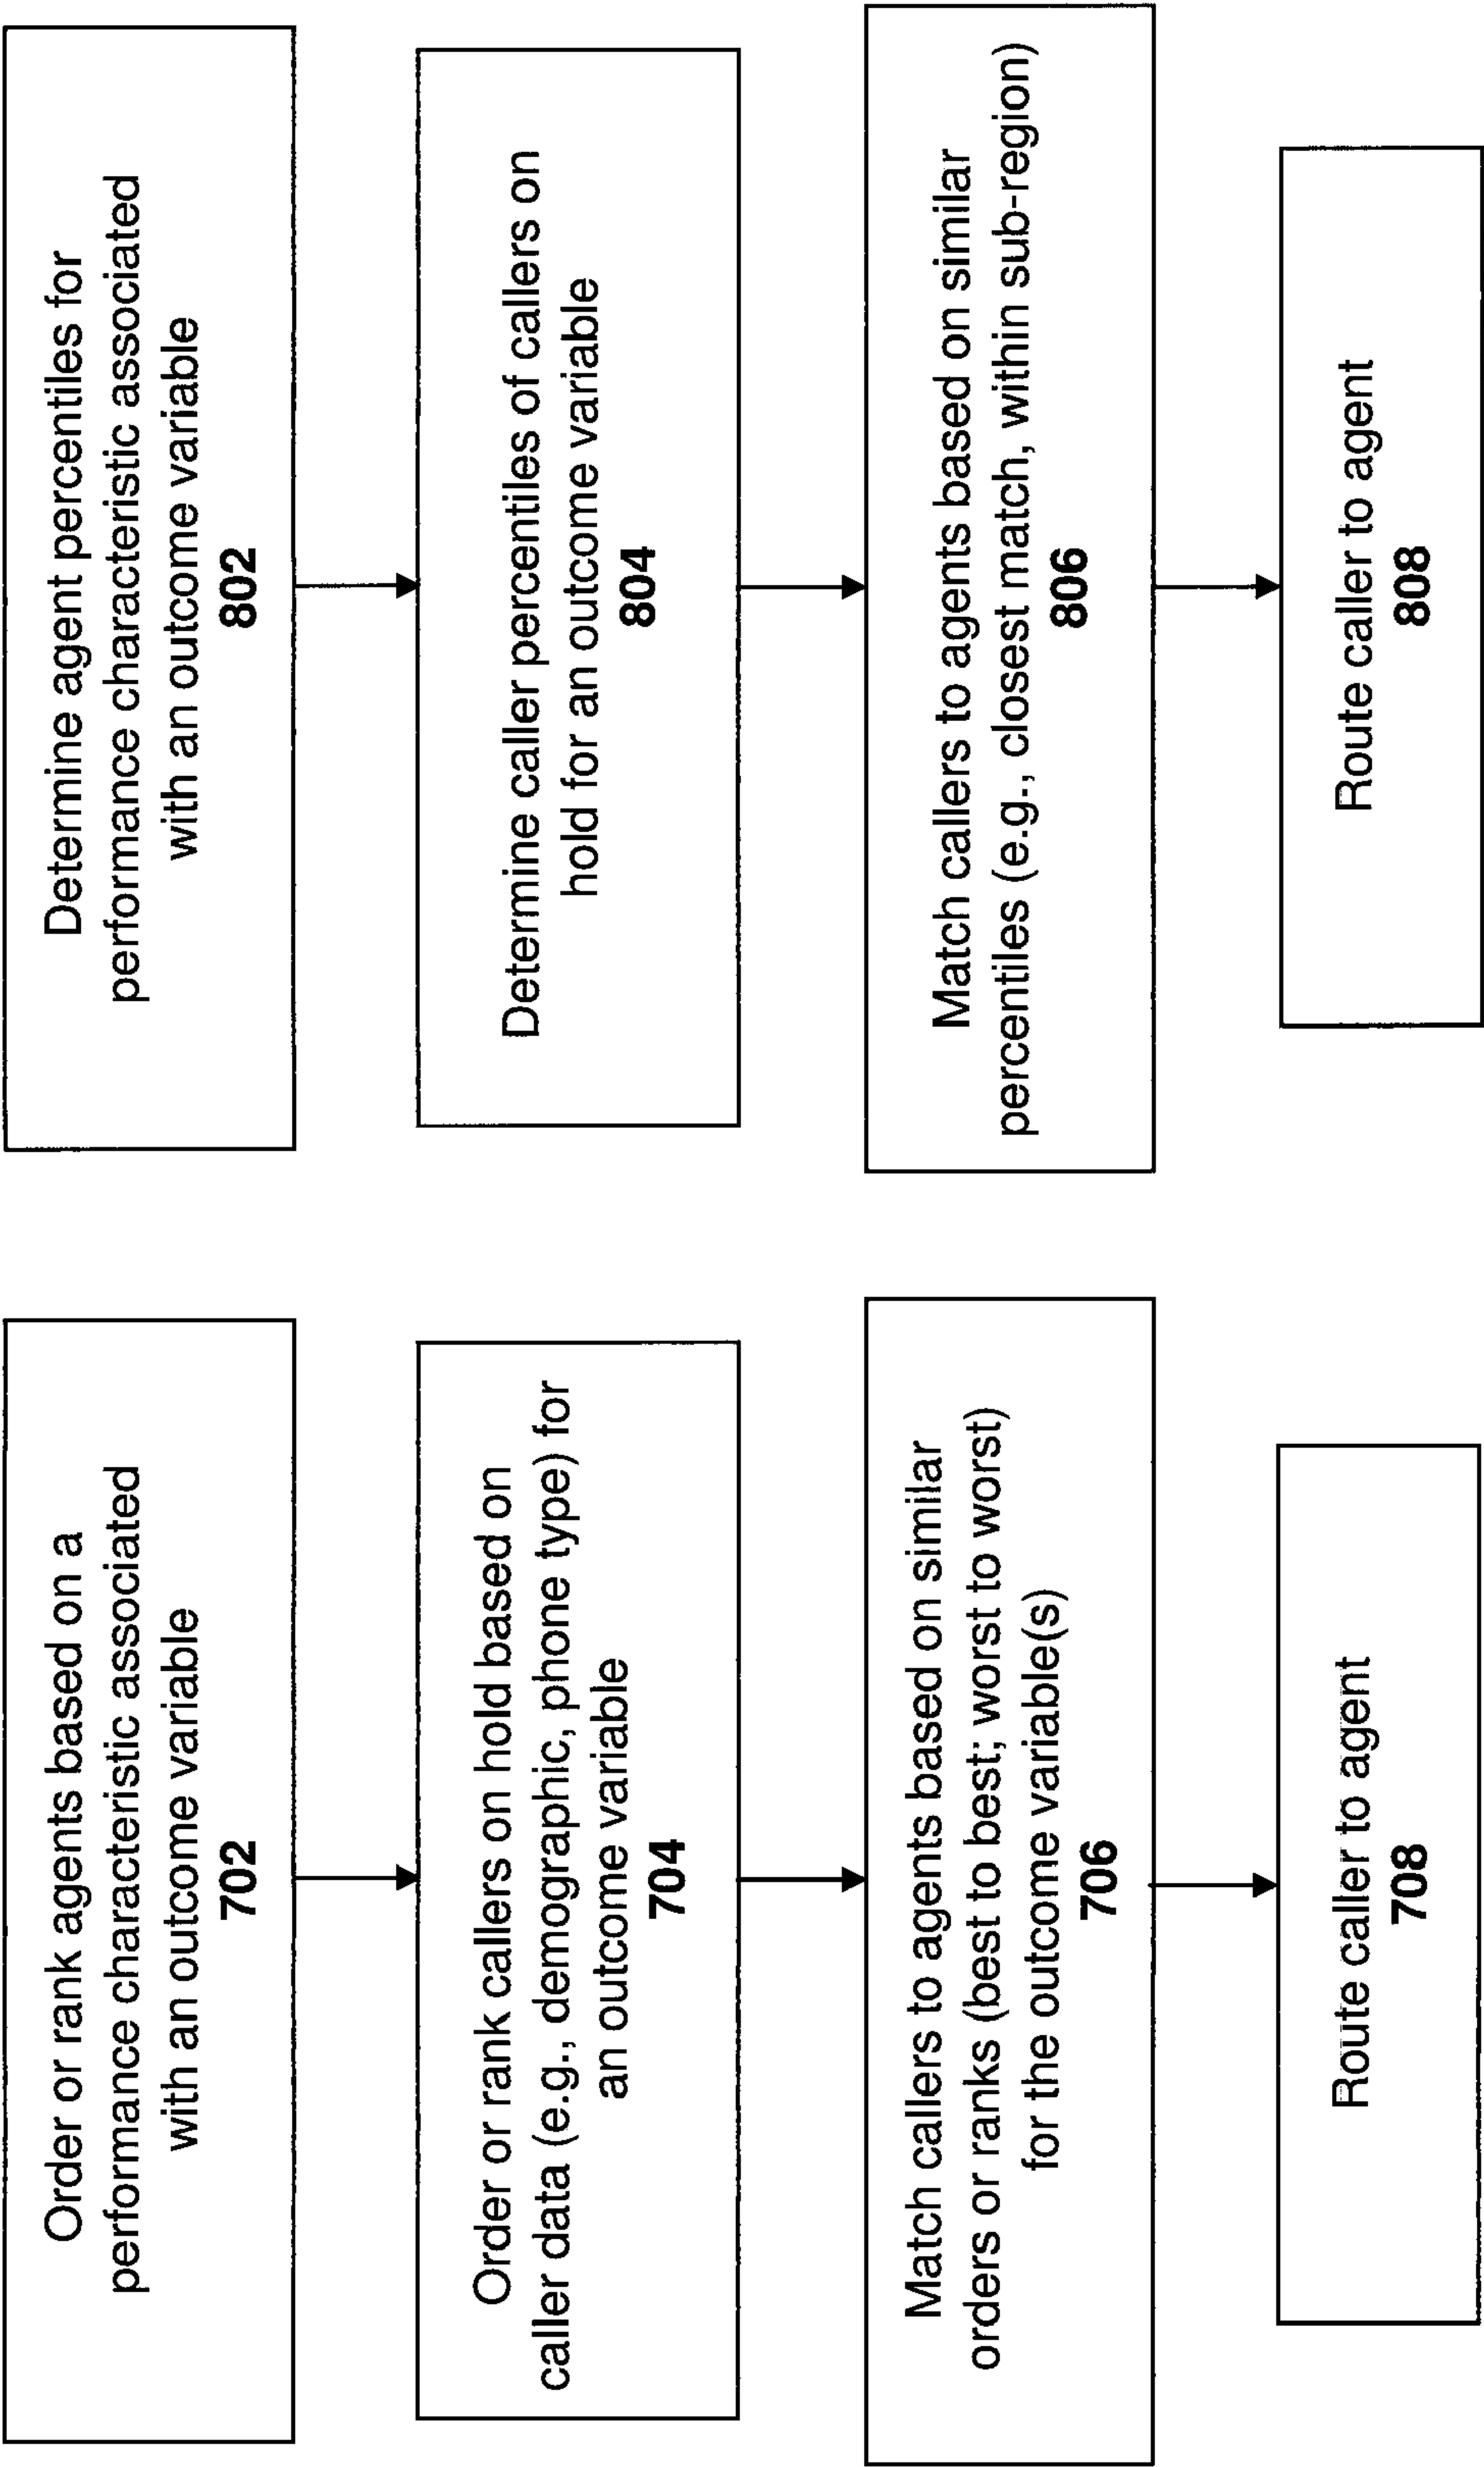 Order or rank agents based on a
performance characteristic associated
with an outcome variable
702
Order or rank callers on hold based on
caller data (e.g., demographic, phone type) for
an outcome variable
704
Match callers to agents based on similar
orders or ranks (best to best; worst to worst)
for the outcome variable(s)
706
Route caller to agent
708
Determine agent percentiles for
performance characteristic associated
with an outcome variable
802
Determine caller percentiles of callers on
hold for an outcome variable
804
Match callers to agents based on similar
percentiles (e.g., closest match, within sub-region)
806
Route caller to agent
808